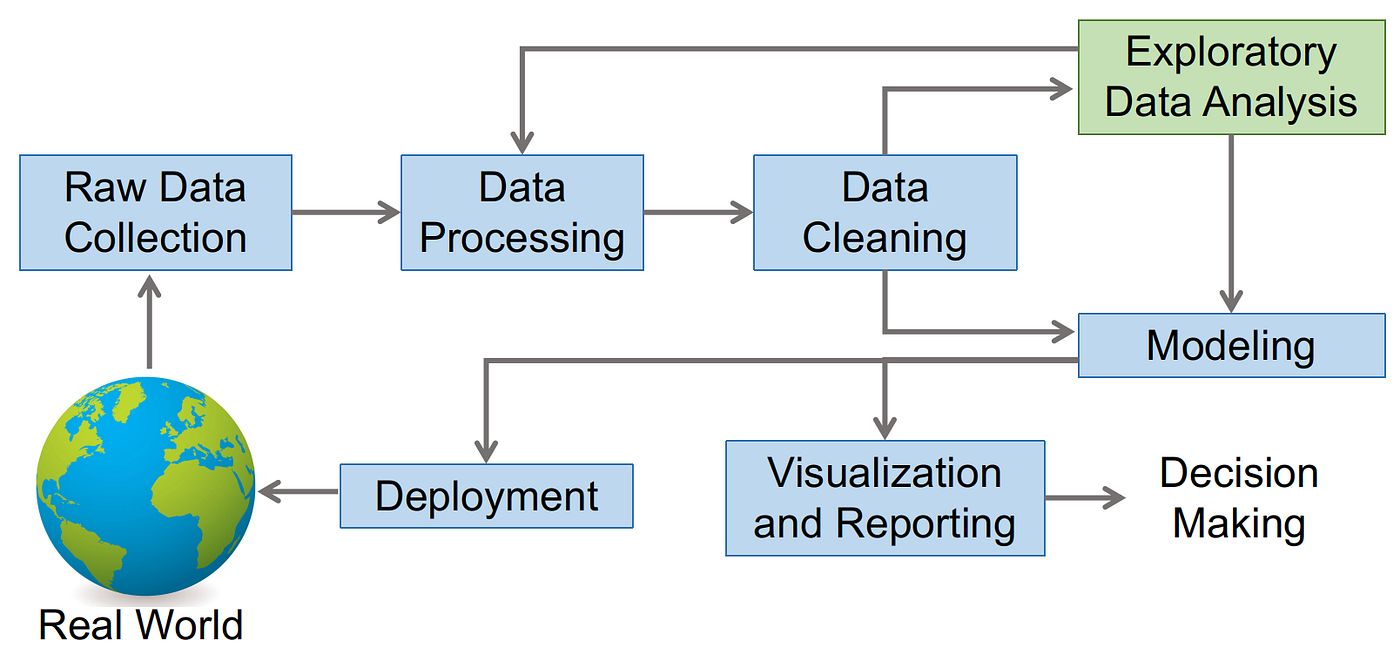 Exploratory
Data Analysis
Raw Data
Collection
Data
Processing
Data
Cleaning
Modeling
Deployment
Visualization
and Reporting
Decision
Making
Real World